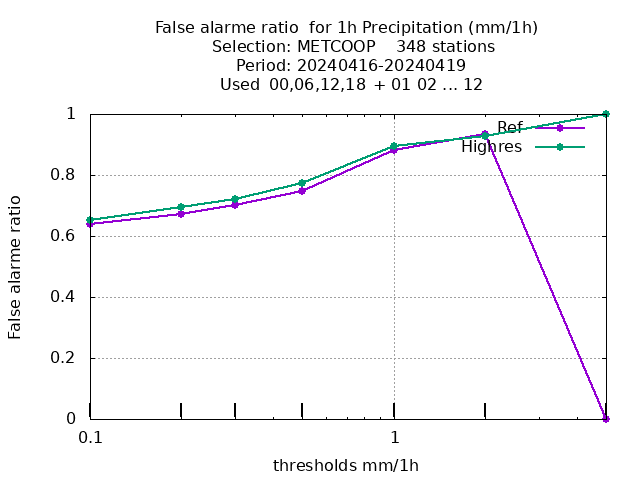 False alarme ratio  for 1h Precipitation (mm/1h)
Selection: METCOOP    348 stations
Period: 20240416-20240419
Used  00,06,12,18  + 01 02 ... 12
1
0.8
0.6
0.4
0.2
0
False alarme ratio
Ref
Highres
0.1
1
thresholds mm/1h